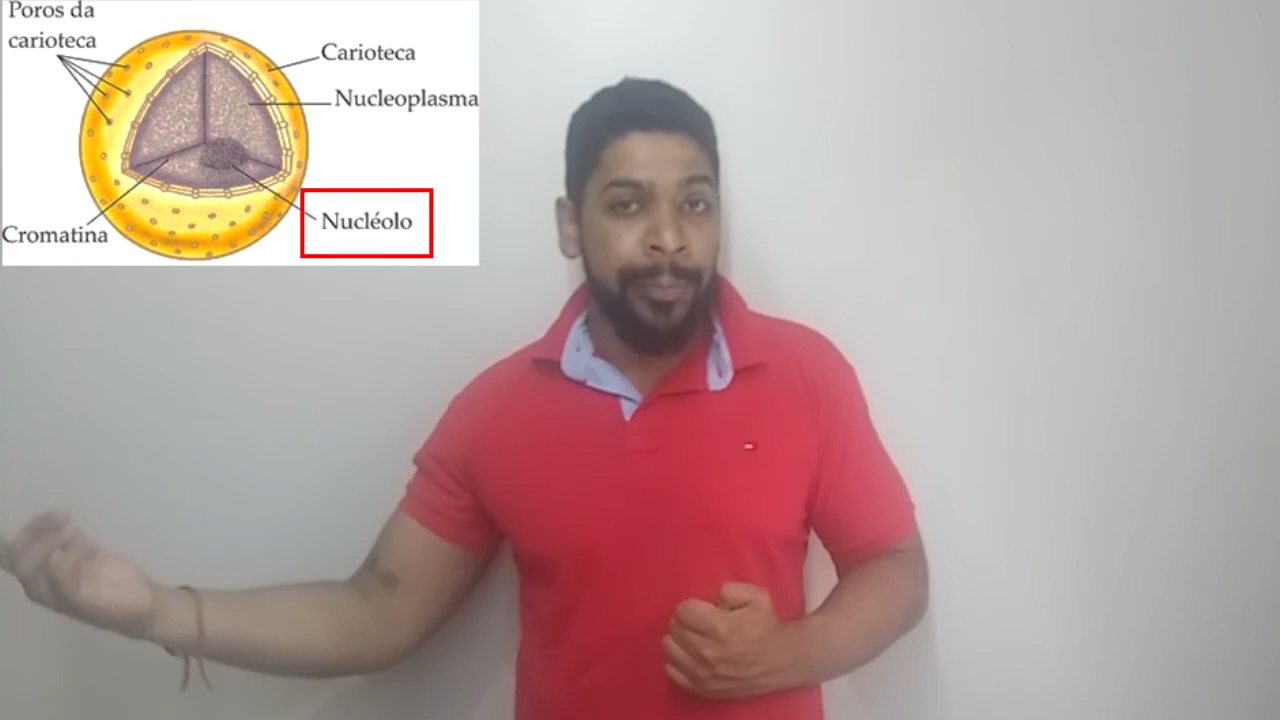 Poros da
carioteca
Carioteca
Nucleoplasma
Nucléolo
Cromatina